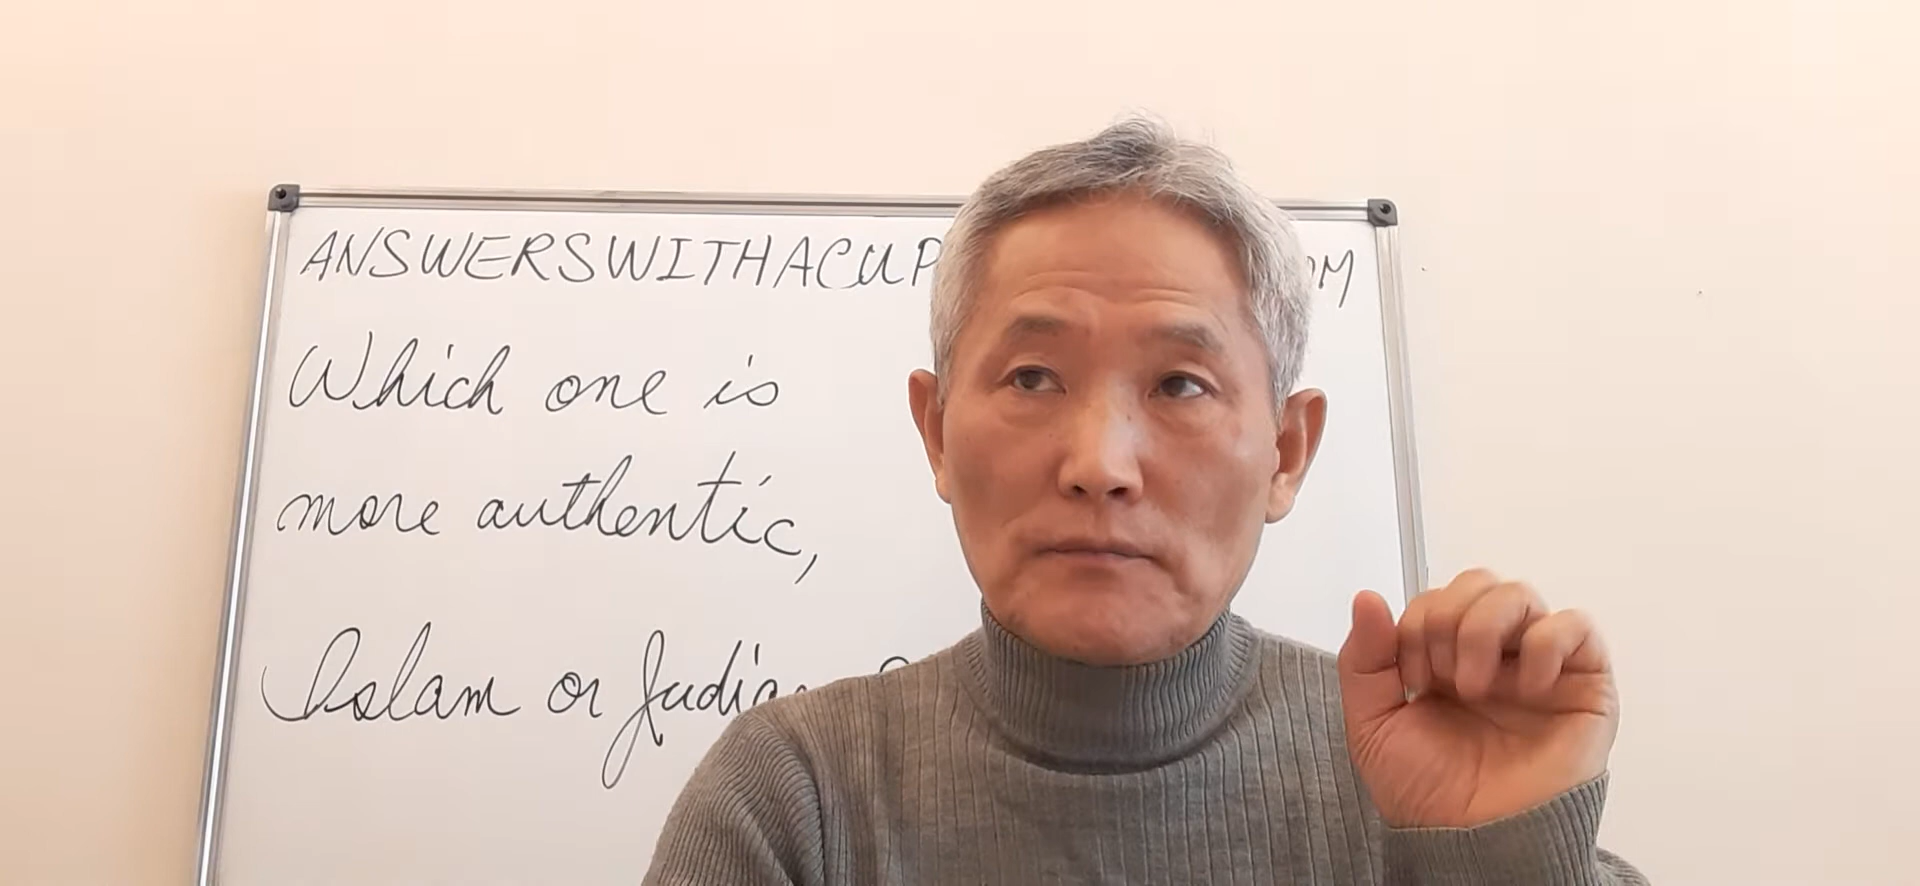 ANSWERSWITHACUP
Which one is
more authentic,
Islam or